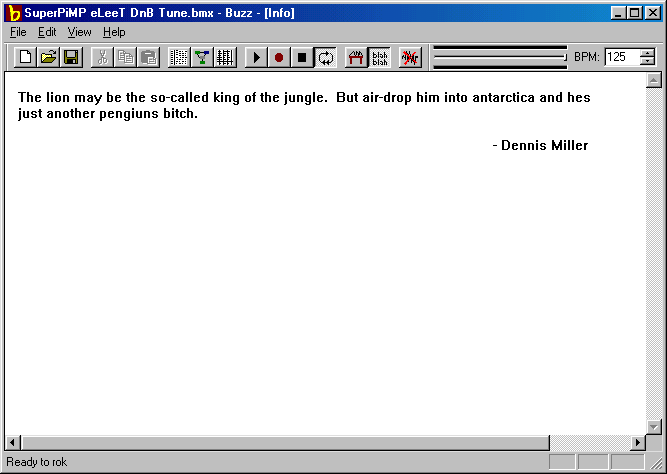 SuperPiMP eLeeT DnB Tune.bmx - Buzz - [Info]
File Edit View Help
blah
blah
BPM: 125
The lion may be the so-called king of the jungle.  But air-drop him into antarctica and hes
just another pengiuns bitch.
- Dennis Miller
Ready to rok